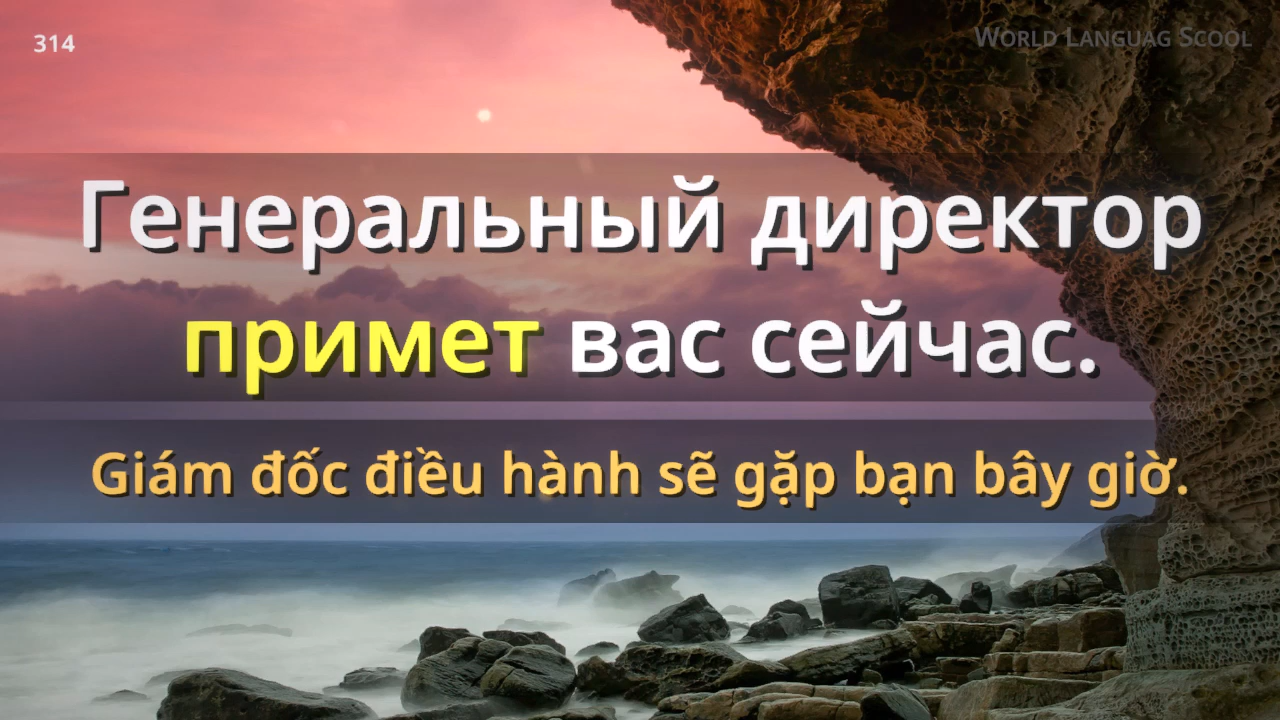 314
World Languag Scool
Генеральный директор
примет вас сейчас.
Giám đốc điều hành sẽ gặp bạn bây giờ.